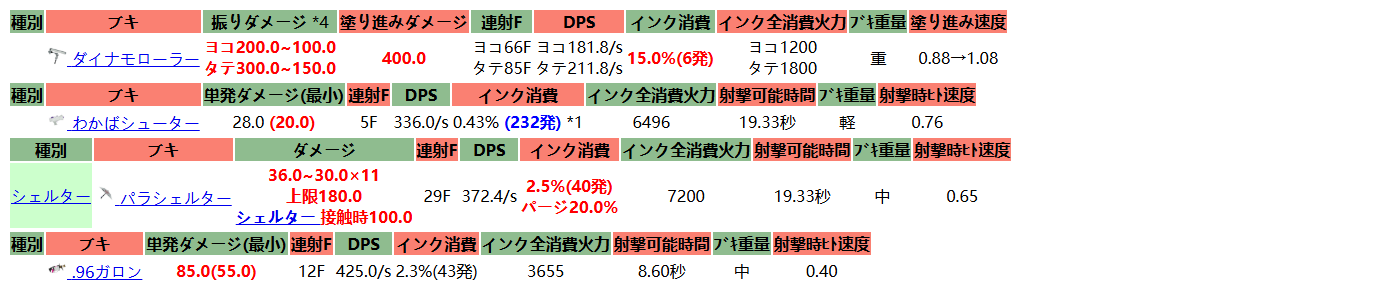 種別 ブキ 振りダメージ *4 塗り進みダメージ 連射F DPS インク消費 インク全消費火力 ﾌﾞｷ重量 塗り進み速度
ダイナモローラー ヨコ200.0~100.0 400.0 ヨコ66F ヨコ181.8/s 15.0%(6発) ヨコ1200 重 0.88→1.08
タテ300.0~150.0 タテ85F タテ211.8/s タテ1800
種別 ブキ 単発ダメージ(最小) 連射F DPS インク消費 インク全消費火力 射撃可能時間 ﾌﾞｷ重量 射撃時ﾋﾄ速度
わかばシューター 28.0 (20.0) 5F 336.0/s 0.43% (232発) *1 6496 19.33秒 軽 0.76
種別 ブキ ダメージ 連射F DPS インク消費 インク全消費火力 射撃可能時間 ﾌﾞｷ重量 射撃時ﾋﾄ速度
シェルター パラシェルター 36.0~30.0×11 29F 372.4/s 2.5%(40発) 7200 19.33秒 中 0.65
上限180.0 パージ20.0%
シェルター 接触時100.0
種別 ブキ 単発ダメージ(最小) 連射F DPS インク消費 インク全消費火力 射撃可能時間 ﾌﾞｷ重量 射撃時ﾋﾄ速度
.96ガロン 85.0(55.0) 12F 425.0/s 2.3%(43発) 3655 8.60秒 中 0.40